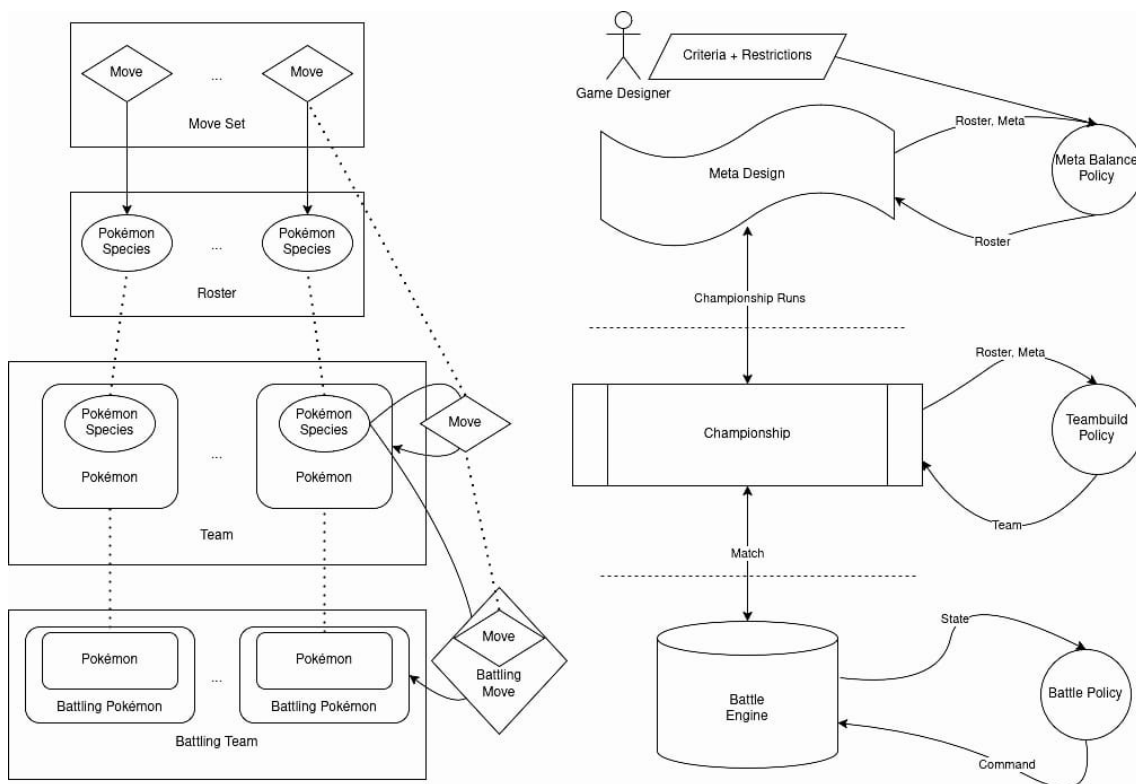 Move
...
Move
Move Set
Pokémon
Species
...
Pokémon
Species
Roster
Pokémon
Species
Pokémon
...
Pokémon
Species
Pokémon
Move
Team
Pokémon
Battling Pokémon
...
Pokémon
Battling Pokémon
Move
Battling
Move
Battling Team
Game Designer
Criteria + Restrictions
Meta Design
Roster, Meta
Meta Balance
Policy
Roster
Championship Runs
Championship
Roster, Meta
Teambuild
Policy
Team
Match
Battle
Engine
State
Battle Policy
Command